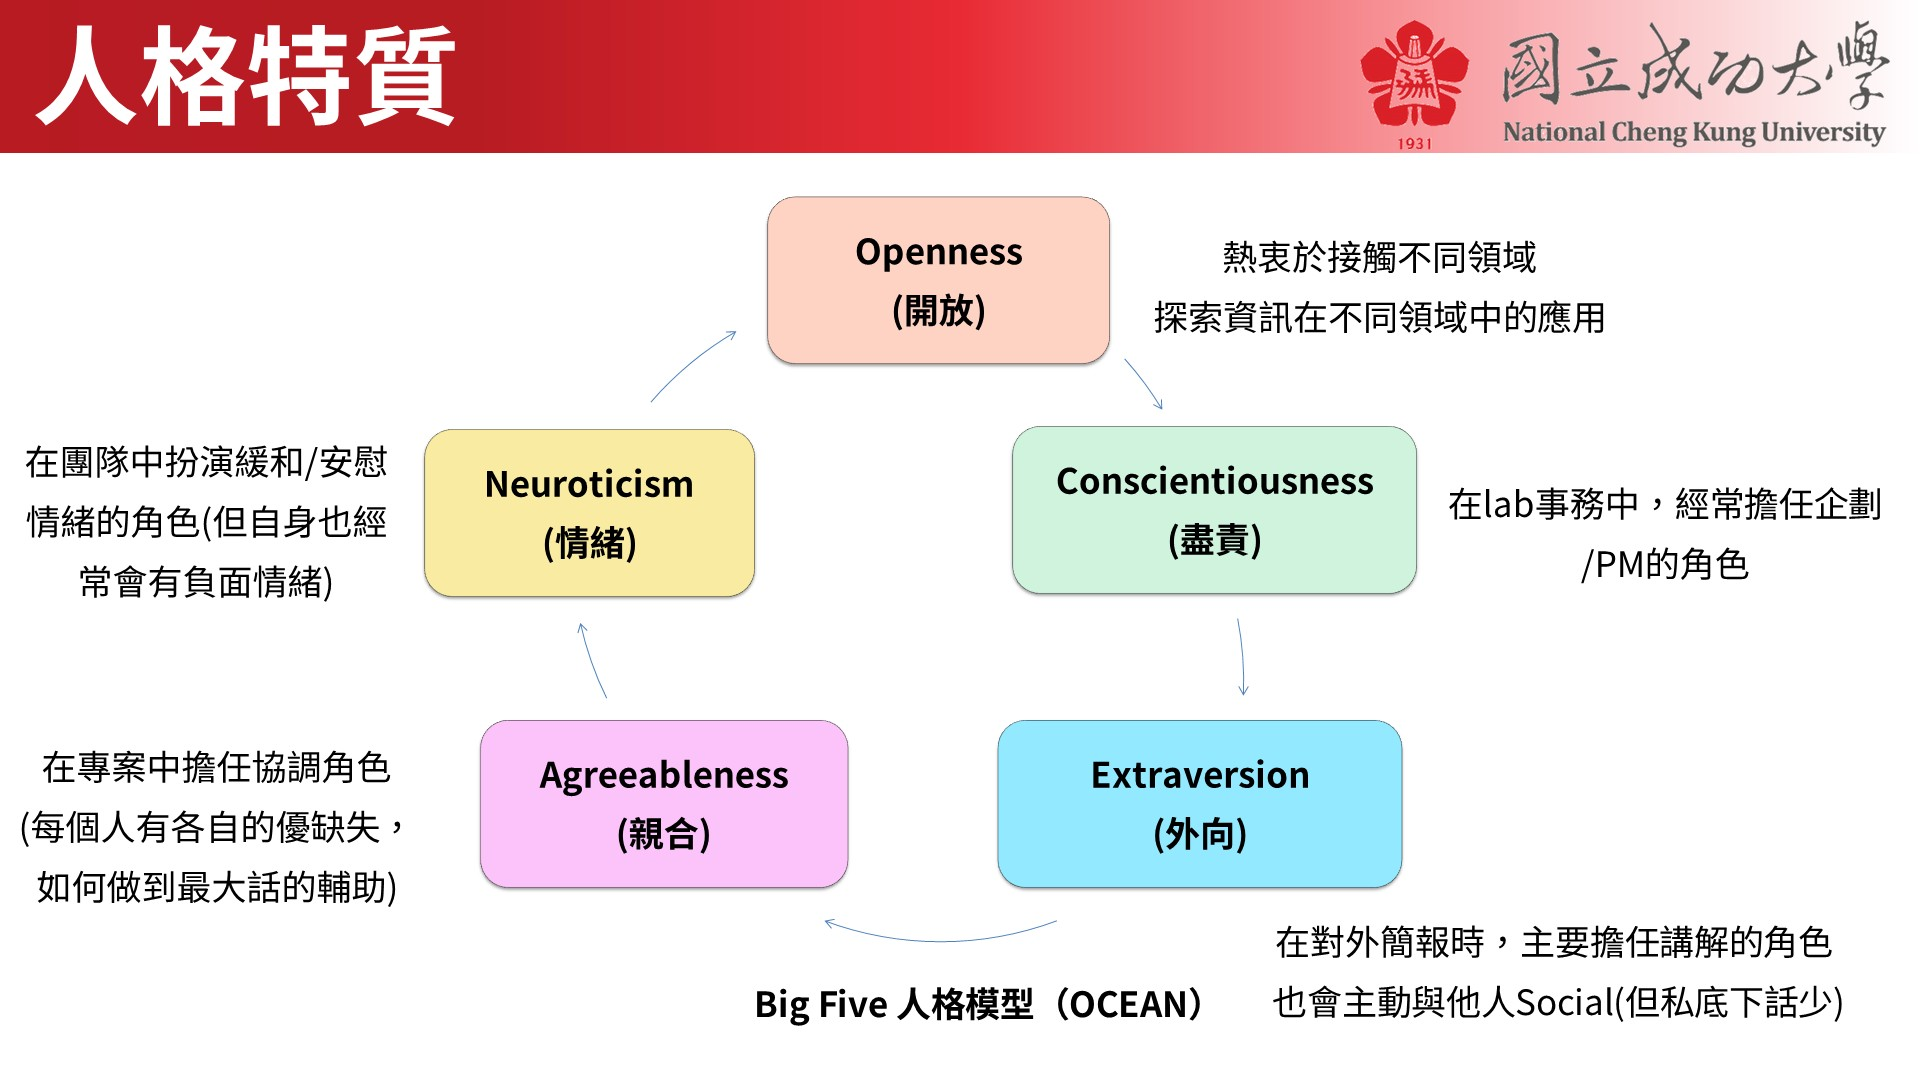 人格特質
1931
國立成功大學
National Cheng Kung University
Openness
(開放)
熱衷於接觸不同領域
探索資訊在不同領域中的應用
Neuroticism
(情緒)
在團隊中扮演緩和/安慰
情緒的角色(但自身也經
常會有負面情緒)
Conscientiousness
(盡責)
在lab事務中，經常擔任企劃
/PM的角色
Agreeableness
(親合)
在專案中擔任協調角色
(每個人有各自的優缺失，
如何做到最大話的輔助)
Extraversion
(外向)
在對外簡報時，主要擔任講解的角色
也會主動與他人Social(但私底下話少)
Big Five 人格模型（OCEAN）